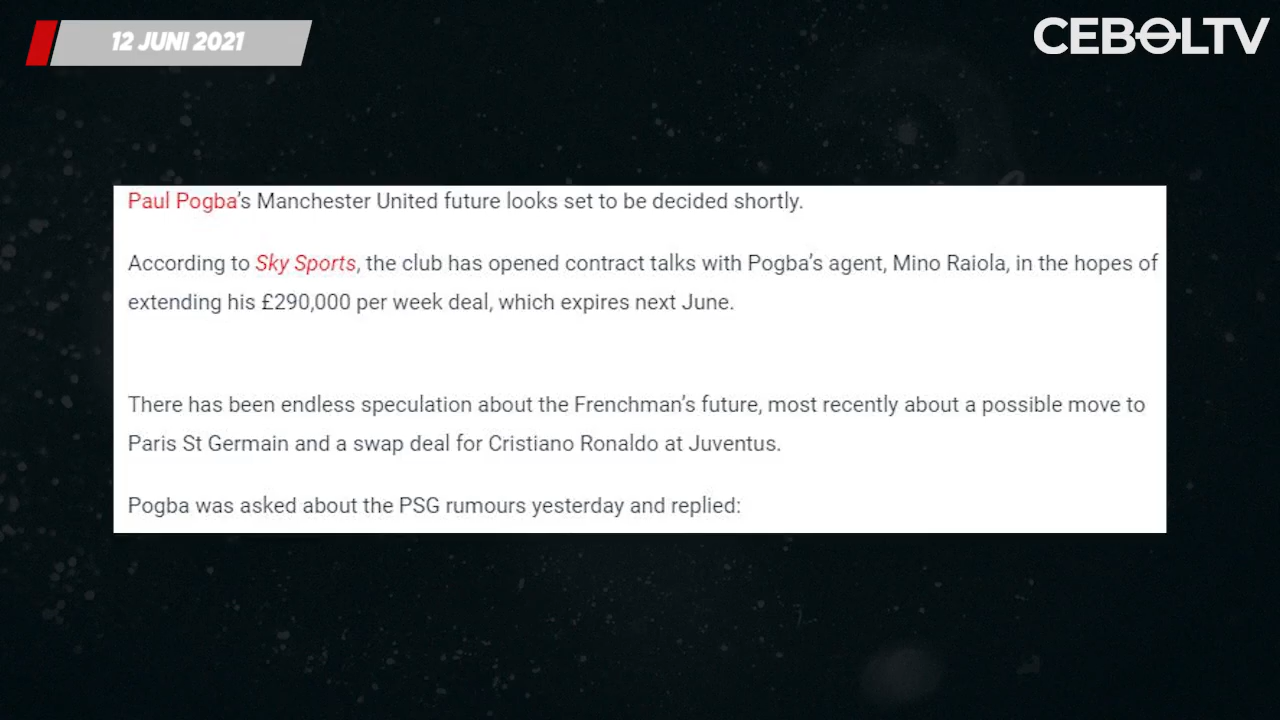 12 JUNI 2021
CEBOLTV
Paul Pogba's Manchester United future looks set to be decided shortly.
According to Sky Sports, the club has opened contract talks with Pogba's agent, Mino Raiola, in the hopes of
extending his £290,000 per week deal, which expires next June.
There has been endless speculation about the Frenchman's future, most recently about a possible move to
Paris St Germain and a swap deal for Cristiano Ronaldo at Juventus.
Pogba was asked about the PSG rumours yesterday and replied: